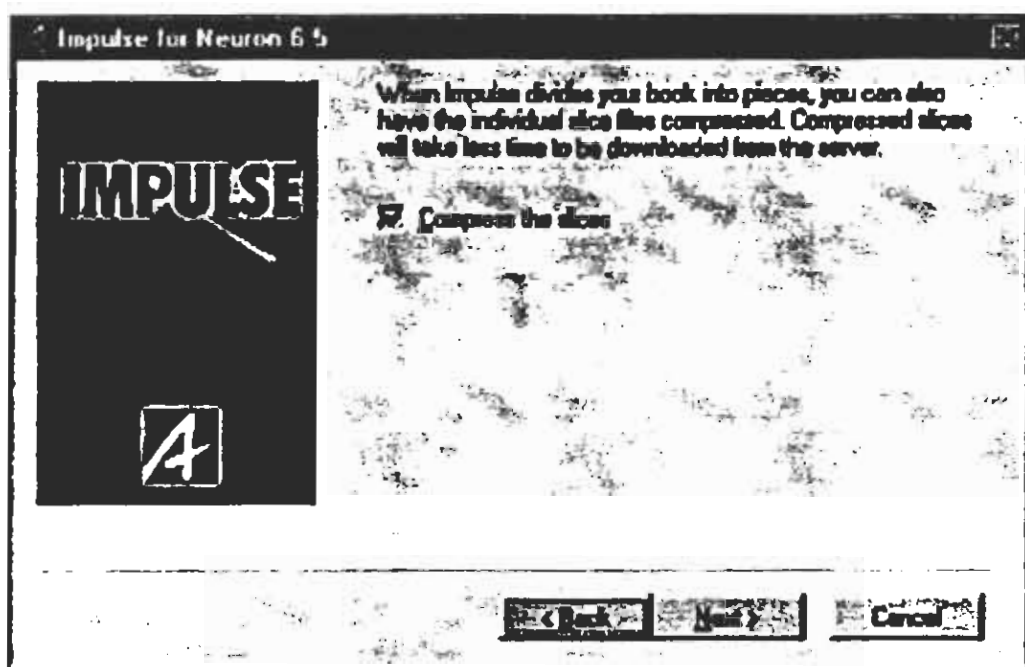 Impulse for Neuron 6.5
When Impulse divides your book into pieces, you can also
have the individual slice files compressed. Compressed slices
will take less time to be downloaded from the server.
IMPULSE
Compress the slices
A
< Back
Next >
Cancel